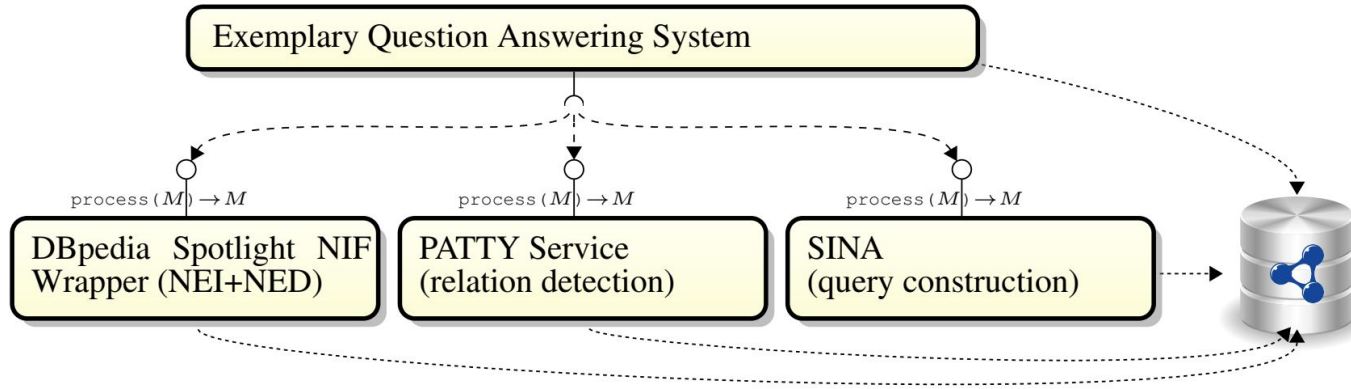 Exemplary Question Answering System
process(M)→M
process(M)→M
process(M)→M
DBpedia Spotlight NIF
Wrapper (NEI+NED)
PATTY Service
(relation detection)
SINA
(query construction)